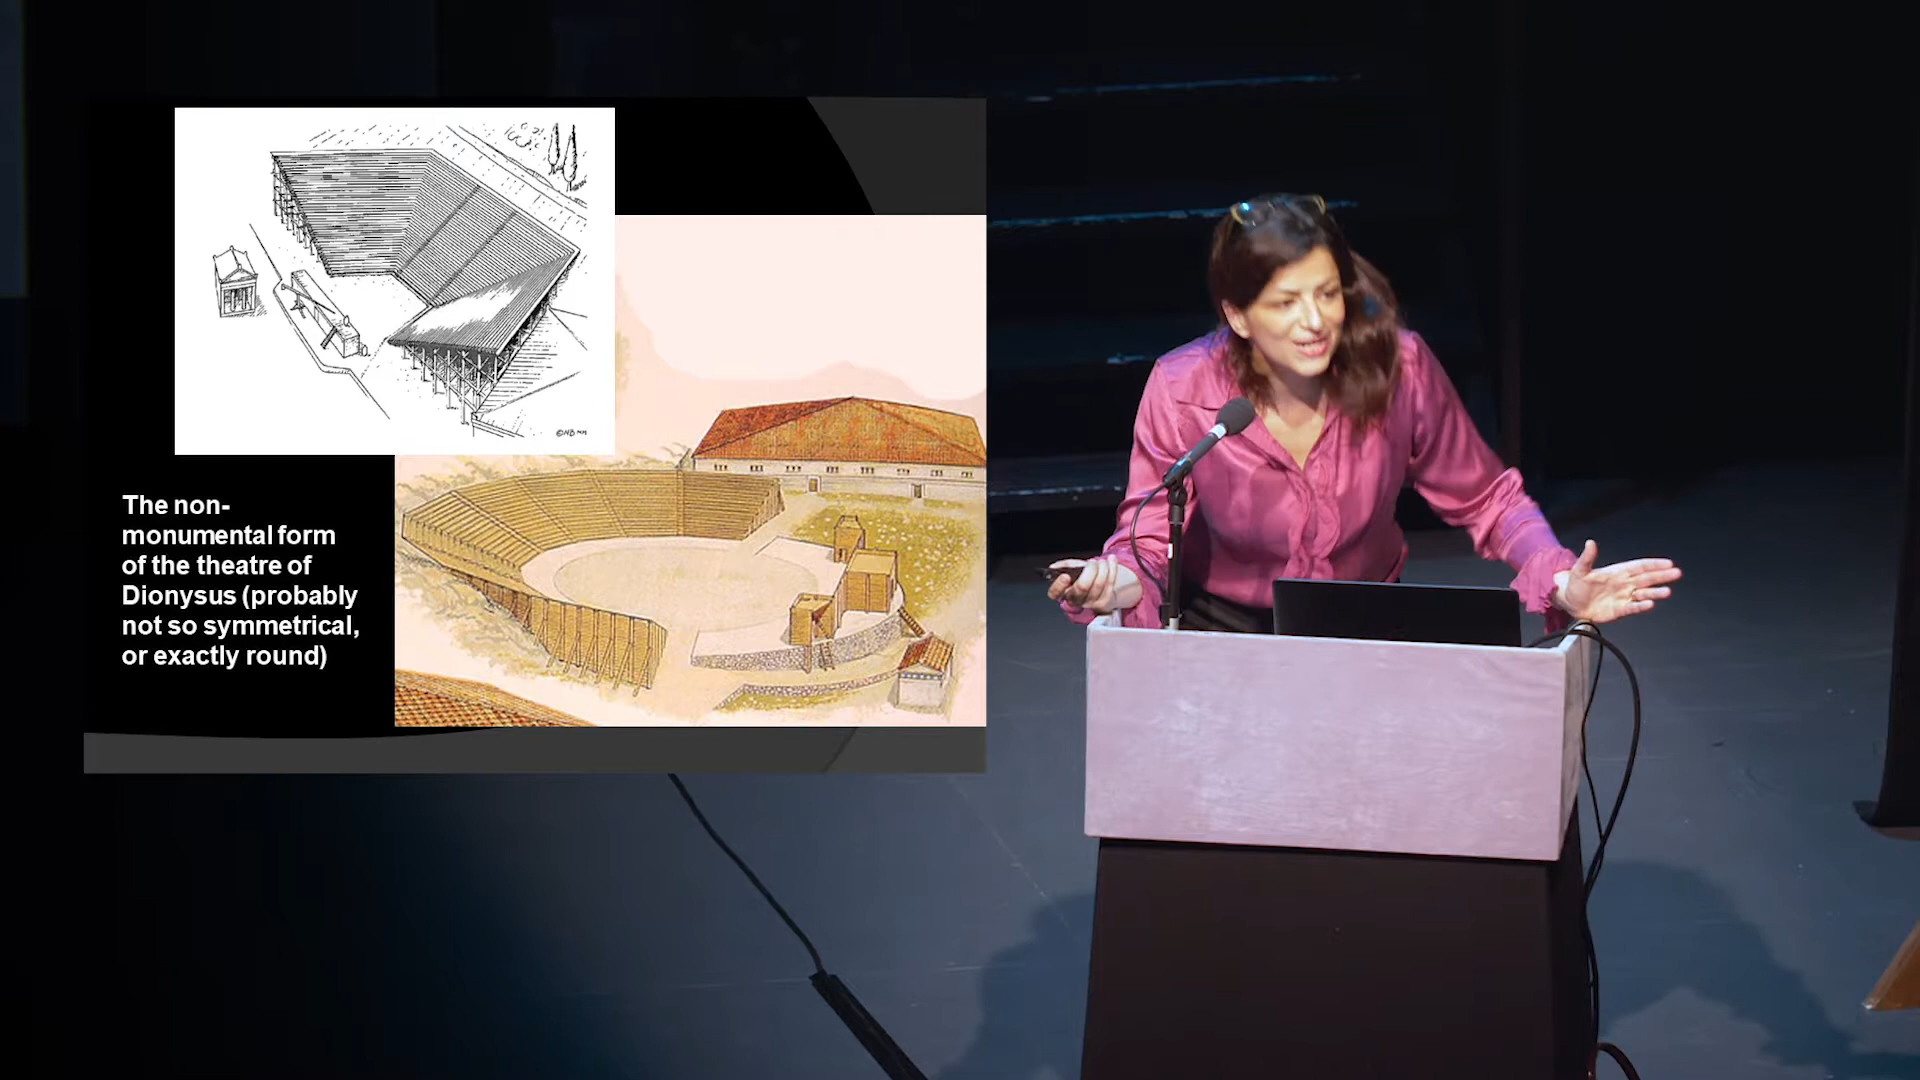 The non-
monumental form
of the theatre of
Dionysus (probably
not so symmetrical,
or exactly round)